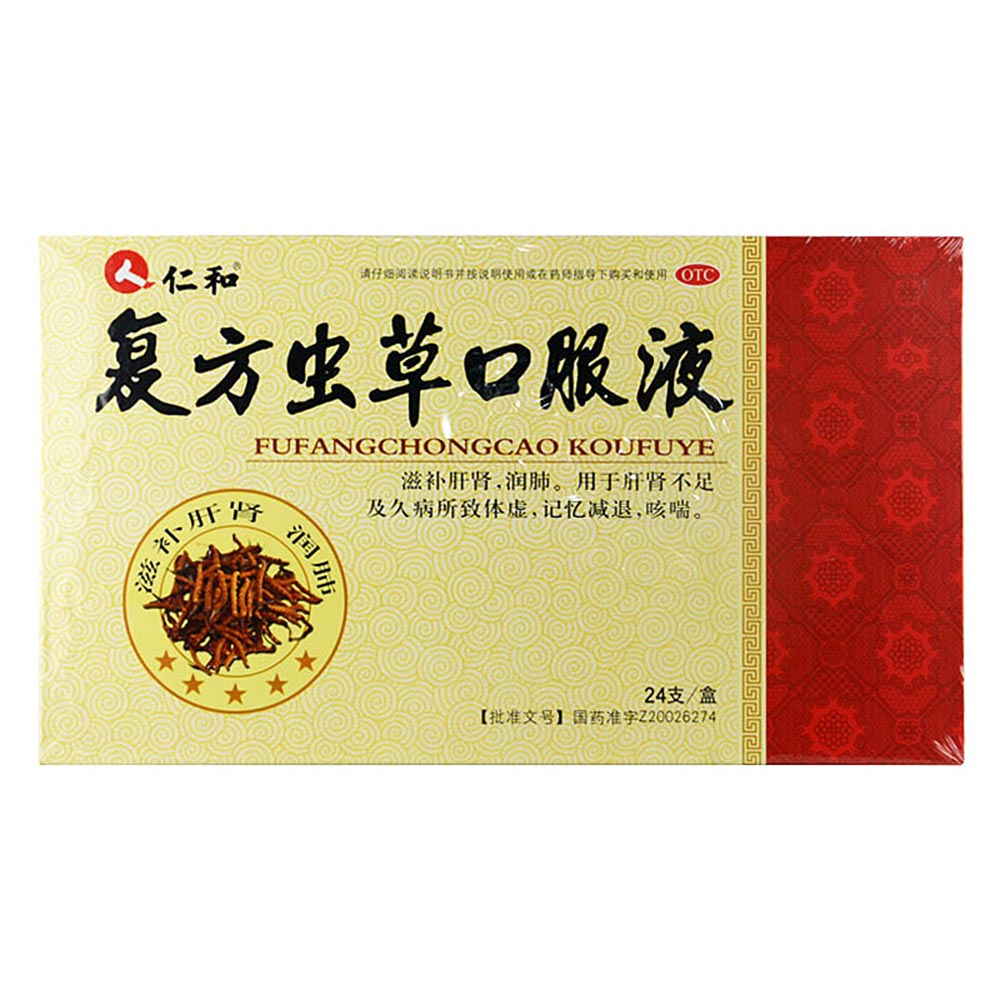 仁和®
请仔细阅读说明书并按说明使用或在药师指导下购买和使用 OTC
复方虫草口服液
FUFANGCHONGCAO KOUFUYE
滋补肝肾,润肺。用于肝肾不足
及久病所致体虚,记忆减退,咳喘。
滋补肝肾 润肺
24支/盒
【批准文号】国药准字Z20026274